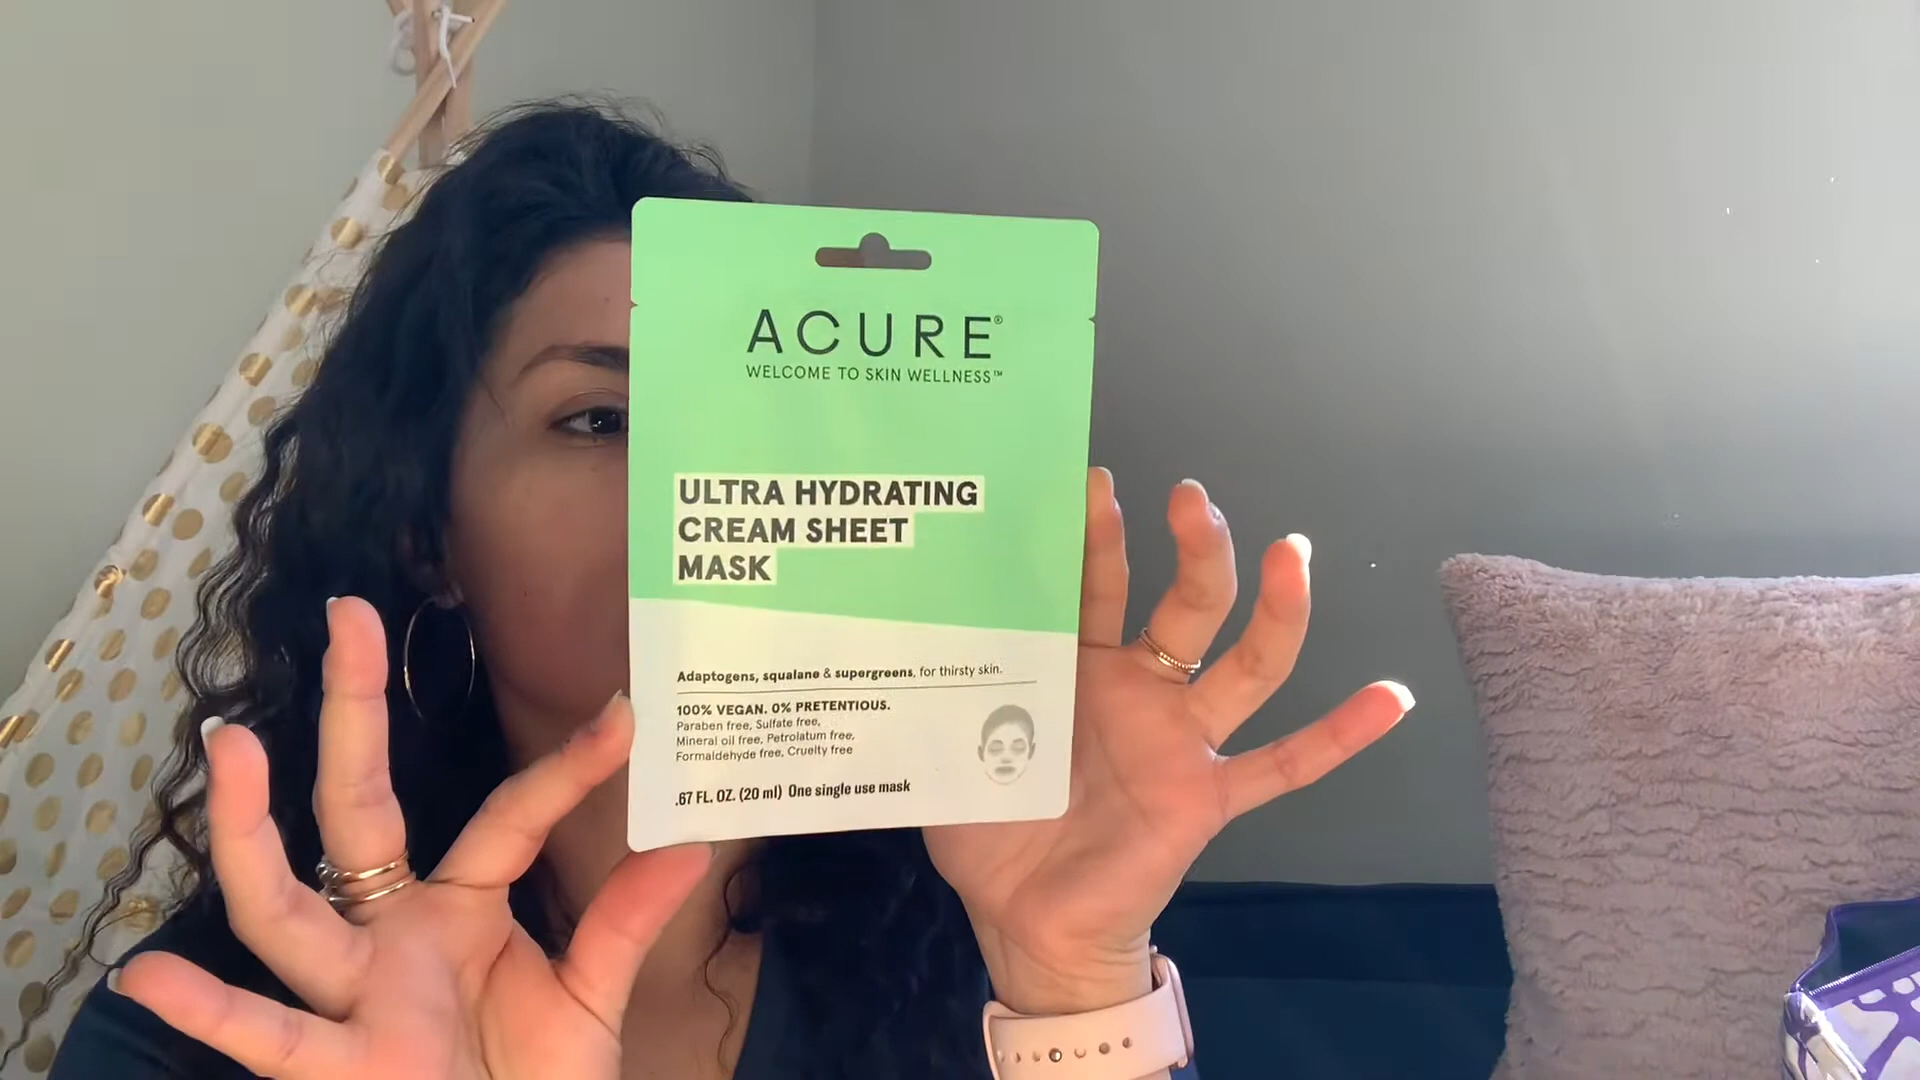 ACURE®
WELCOME TO SKIN WELLNESS™
ULTRA HYDRATING
CREAM SHEET
MASK
Adaptogens, squalane & supergreens, for thirsty skin.
100% VEGAN. 0% PRETENTIOUS.
Paraben free, Sulfate free,
Mineral oil free, Petrolatum free,
Formaldehyde free, Cruelty free
.67 FL. OZ. (20 ml) One single use mask